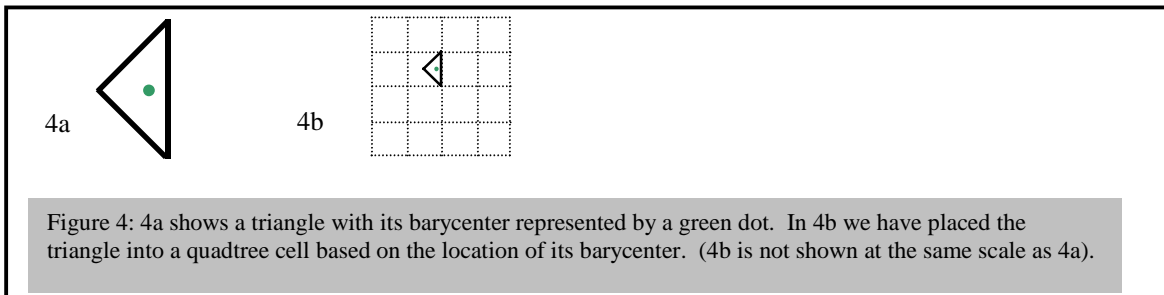 4a
4b
Figure 4: 4a shows a triangle with its barycenter represented by a green dot. In 4b we have placed the
triangle into a quadtree cell based on the location of its barycenter. (4b is not shown at the same scale as 4a).